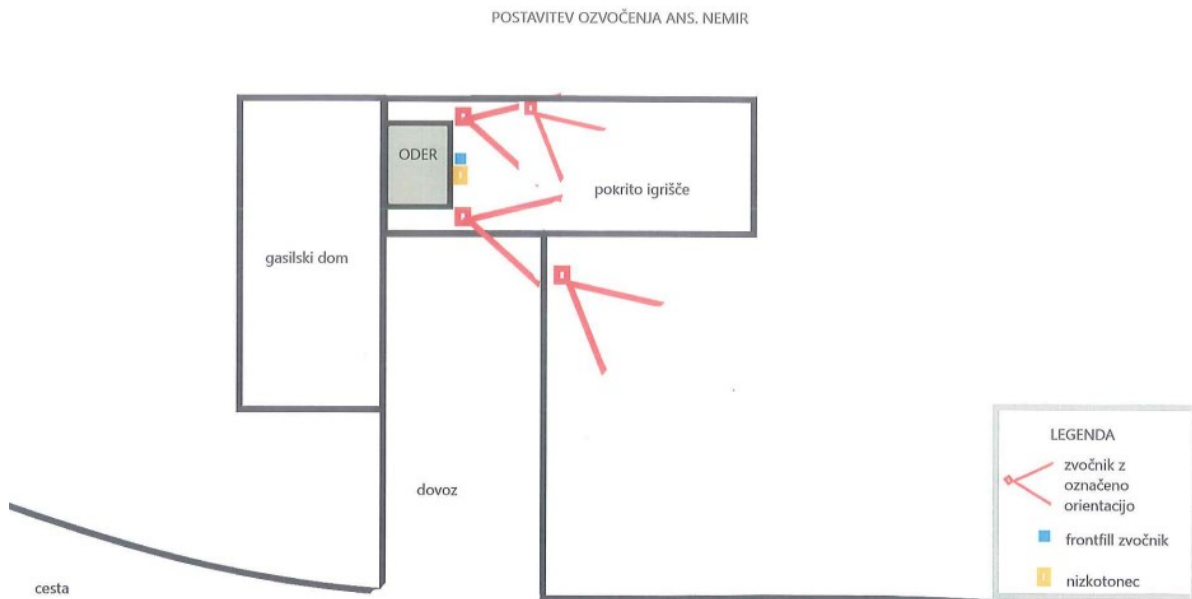 POSTAVITEV OZVOČENJA ANS. NEMIR
ODER
pokrito igrišče
gasilski dom
dovoz
cesta
LEGENDA
zvočnik z
označeno
orientacijo
frontfill zvočnik
nizkotonec